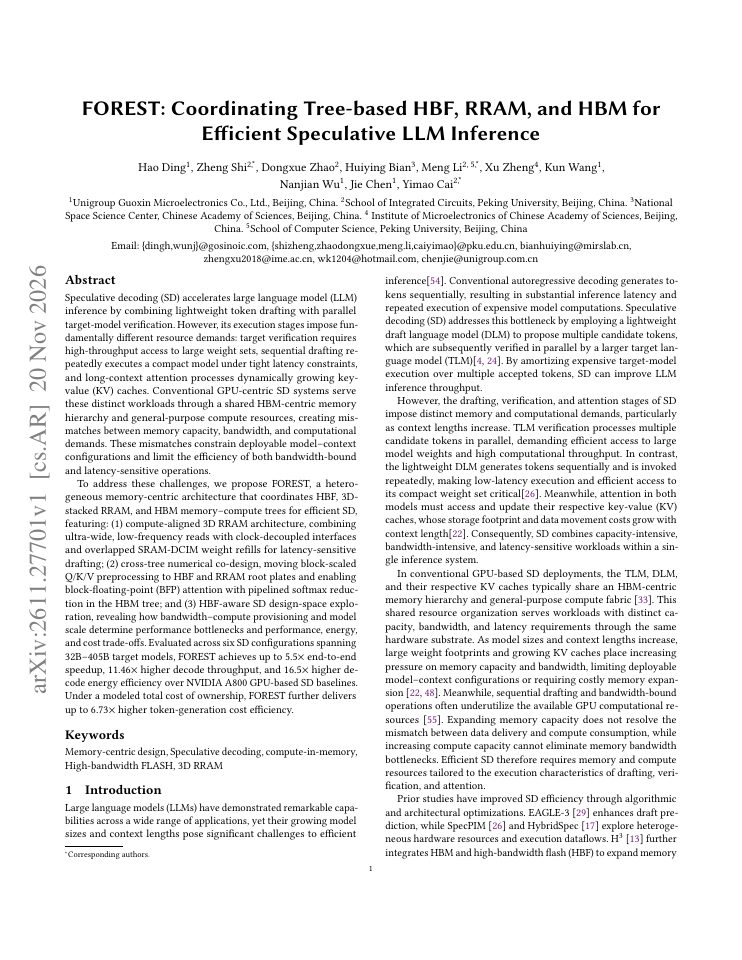 FOREST: Coordinating Tree-based HBF, RRAM, and HBM for
Efficient Speculative LLM Inference
Hao Ding1, Zheng Shi2,*, Dongxue Zhao2, Huiying Bian3, Meng Li2, 5,*, Xu Zheng4, Kun Wang1,
Nanjian Wu1, Jie Chen1, Yimao Cai2,*
1Unigroup Guoxin Microelectronics Co., Ltd., Beijing, China. 2School of Integrated Circuits, Peking University, Beijing, China. 3National
Space Science Center, Chinese Academy of Sciences, Beijing, China. 4 Institute of Microelectronics of Chinese Academy of Sciences, Beijing,
China. 5School of Computer Science, Peking University, Beijing, China
Email: {dingh,wunj}@gosinoic.com, {shizheng,zhaodongxue,meng.li,caiyimao}@pku.edu.cn, bianhuiying@mirslab.cn,
zhengxu2018@ime.ac.cn, wk1204@hotmail.com, chenjie@unigroup.com.cn
arXiv:2611.27701v1 [cs.AR] 20 Nov 2026
Abstract
Speculative decoding (SD) accelerates large language model (LLM)
inference by combining lightweight token drafting with parallel
target-model verification. However, its execution stages impose fun-
damentally different resource demands: target verification requires
high-throughput access to large weight sets, sequential drafting re-
peatedly executes a compact model under tight latency constraints,
and long-context attention processes dynamically growing key-
value (KV) caches. Conventional GPU-centric SD systems serve
these distinct workloads through a shared HBM-centric memory
hierarchy and general-purpose compute resources, creating mis-
matches between memory capacity, bandwidth, and computational
demands. These mismatches constrain deployable model–context
configurations and limit the efficiency of both bandwidth-bound
and latency-sensitive operations.
To address these challenges, we propose FOREST, a hetero-
geneous memory-centric architecture that coordinates HBF, 3D-
stacked RRAM, and HBM memory–compute trees for efficient SD,
featuring: (1) compute-aligned 3D RRAM architecture, combining
ultra-wide, low-frequency reads with clock-decoupled interfaces
and overlapped SRAM-DCIM weight refills for latency-sensitive
drafting; (2) cross-tree numerical co-design, moving block-scaled
Q/K/V preprocessing to HBF and RRAM root plates and enabling
block-floating-point (BFP) attention with pipelined softmax reduc-
tion in the HBM tree; and (3) HBF-aware SD design-space explo-
ration, revealing how bandwidth–compute provisioning and model
scale determine performance bottlenecks and performance, energy,
and cost trade-offs. Evaluated across six SD configurations spanning
32B–405B target models, FOREST achieves up to 5.5× end-to-end
speedup, 11.46× higher decode throughput, and 16.5× higher de-
code energy efficiency over NVIDIA A800 GPU-based SD baselines.
Under a modeled total cost of ownership, FOREST further delivers
up to 6.73× higher token-generation cost efficiency.
Keywords
Memory-centric design, Speculative decoding, compute-in-memory,
High-bandwidth FLASH, 3D RRAM
1 Introduction
Large language models (LLMs) have demonstrated remarkable capa-
bilities across a wide range of applications, yet their growing model
sizes and context lengths pose significant challenges to efficient
*Corresponding authors.
inference[54]. Conventional autoregressive decoding generates to-
kens sequentially, resulting in substantial inference latency and
repeated execution of expensive model computations. Speculative
decoding (SD) addresses this bottleneck by employing a lightweight
draft language model (DLM) to propose multiple candidate tokens,
which are subsequently verified in parallel by a larger target lan-
guage model (TLM)[4, 24]. By amortizing expensive target-model
execution over multiple accepted tokens, SD can improve LLM
inference throughput.
However, the drafting, verification, and attention stages of SD
impose distinct memory and computational demands, particularly
as context lengths increase. TLM verification processes multiple
candidate tokens in parallel, demanding efficient access to large
model weights and high computational throughput. In contrast,
the lightweight DLM generates tokens sequentially and is invoked
repeatedly, making low-latency execution and efficient access to
its compact weight set critical[26]. Meanwhile, attention in both
models must access and update their respective key-value (KV)
caches, whose storage footprint and data movement costs grow with
context length[22]. Consequently, SD combines capacity-intensive,
bandwidth-intensive, and latency-sensitive workloads within a sin-
gle inference system.
In conventional GPU-based SD deployments, the TLM, DLM,
and their respective KV caches typically share an HBM-centric
memory hierarchy and general-purpose compute fabric [33]. This
shared resource organization serves workloads with distinct ca-
pacity, bandwidth, and latency requirements through the same
hardware substrate. As model sizes and context lengths increase,
large weight footprints and growing KV caches place increasing
pressure on memory capacity and bandwidth, limiting deployable
model–context configurations or requiring costly memory expan-
sion [22, 48]. Meanwhile, sequential drafting and bandwidth-bound
operations often underutilize the available GPU computational re-
sources [55]. Expanding memory capacity does not resolve the
mismatch between data delivery and compute consumption, while
increasing compute capacity cannot eliminate memory bandwidth
bottlenecks. Efficient SD therefore requires memory and compute
resources tailored to the execution characteristics of drafting, veri-
fication, and attention.
Prior studies have improved SD efficiency through algorithmic
and architectural optimizations. EAGLE-3 [29] enhances draft pre-
diction, while SpecPIM [26] and HybridSpec [17] explore heteroge-
neous hardware resources and execution dataflows. H3 [13] further
integrates HBM and high-bandwidth flash (HBF) to expand memory
1